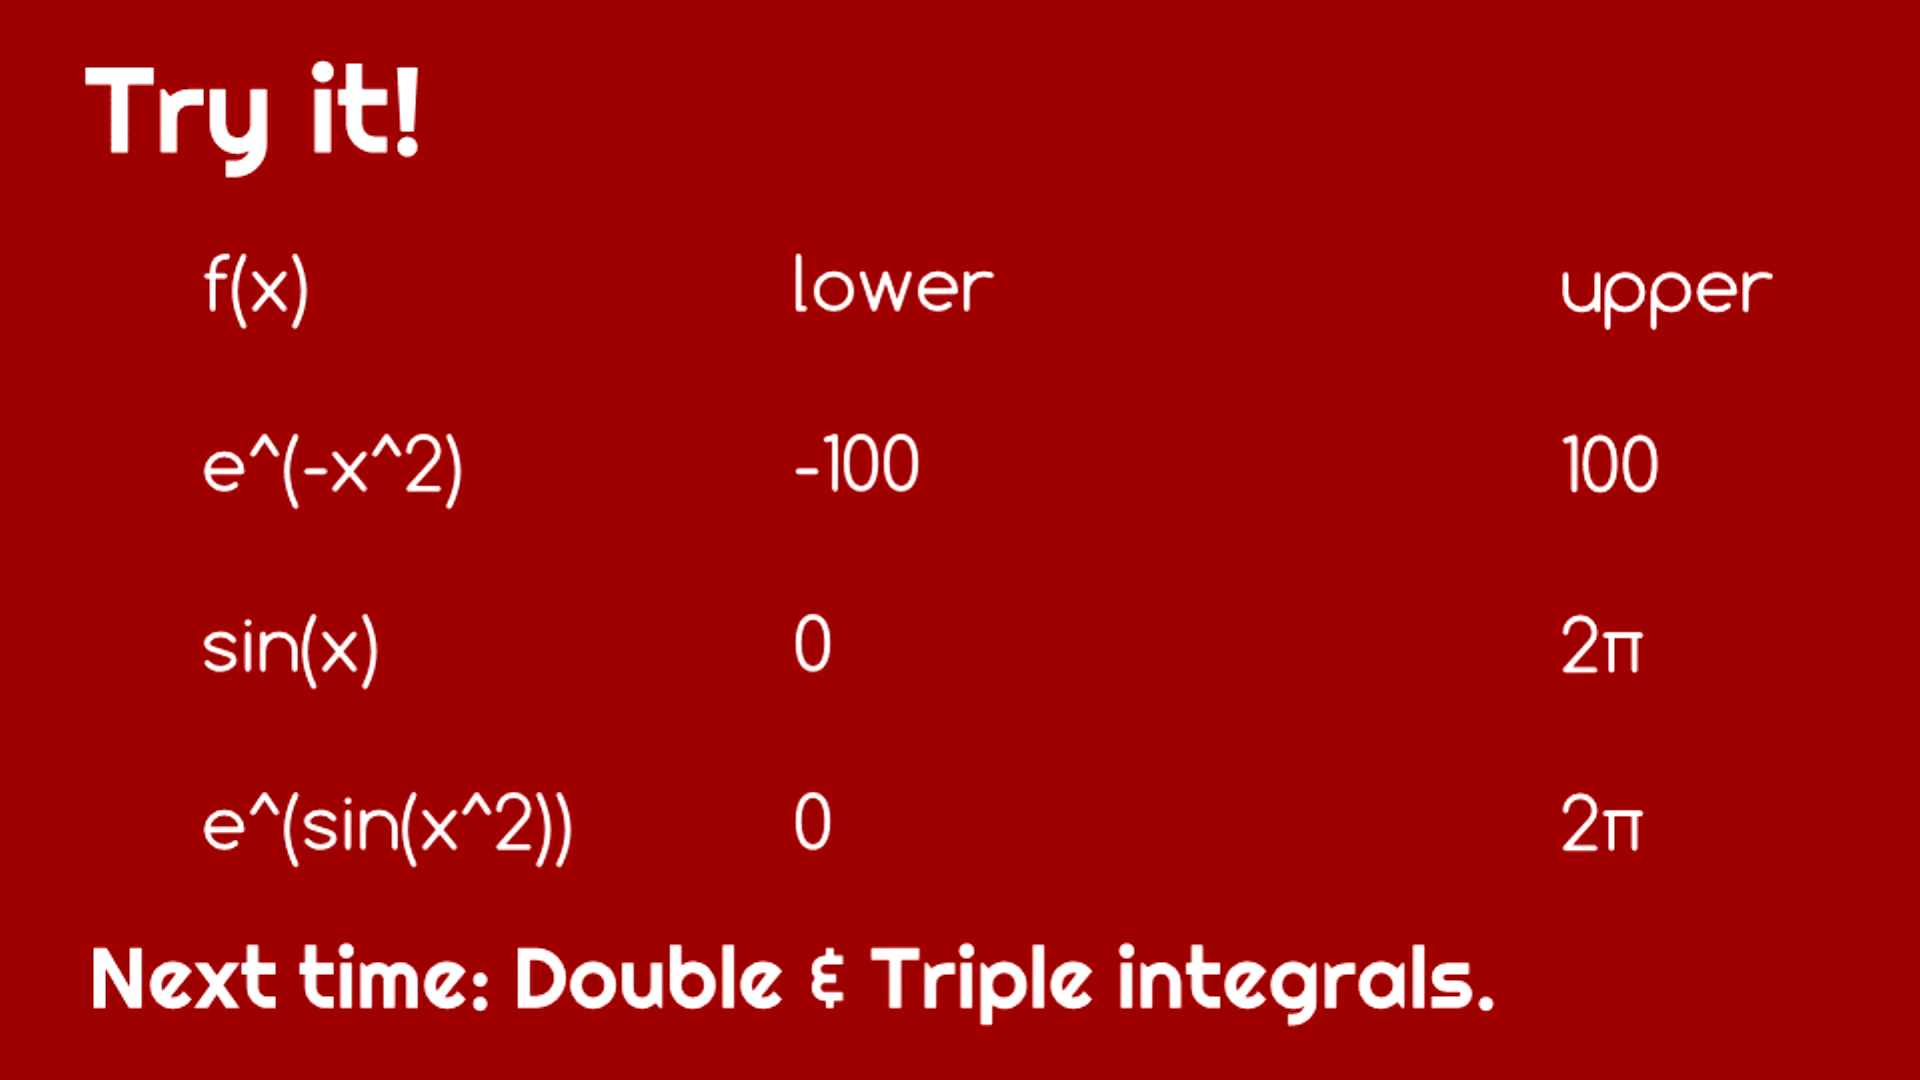 Try it!
f(x) lower upper
e^(-x^2) -100 100
sin(x) 0 2π
e^(sin(x^2)) 0 2π
Next time: Double & Triple integrals.